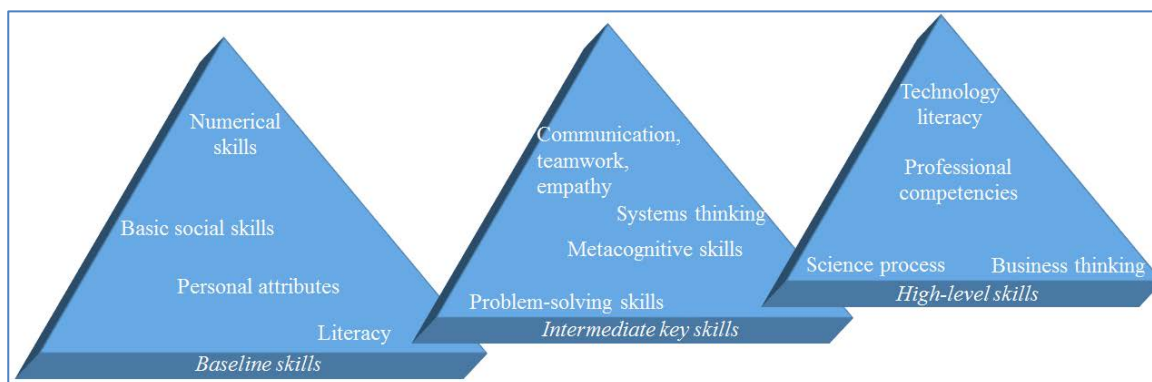 Numerical
skills
Basic social skills
Personal attributes
Literacy
Baseline skills
Communication,
teamwork,
empathy
Systems thinking
Metacognitive skills
Problem-solving skills
Intermediate key skills
Technology
literacy
Professional
competencies
Science process
Business thinking
High-level skills